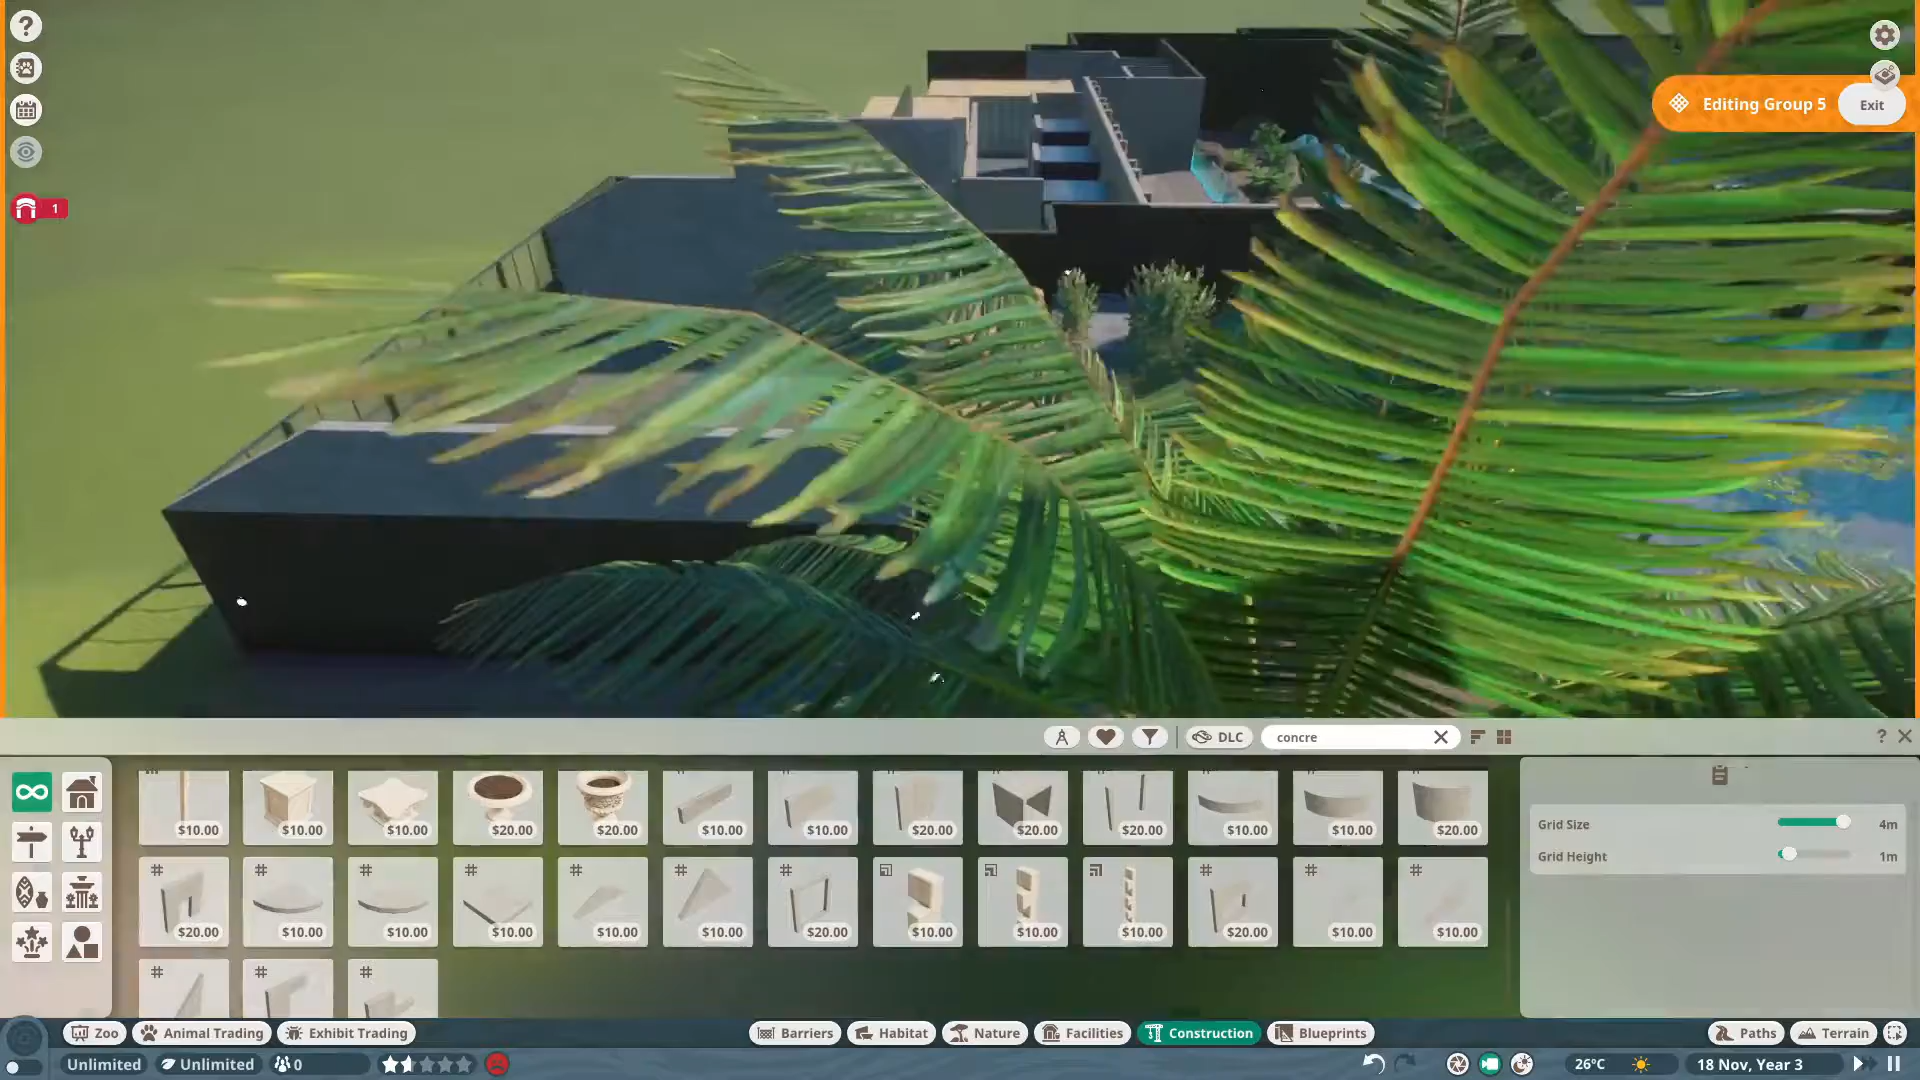 Editing Group 5
Exit
1
DLC
concre
?
$10.00
$10.00
$10.00
$20.00
$20.00
$10.00
$10.00
$20.00
$20.00
$20.00
$10.00
$10.00
$20.00
$20.00
$10.00
$10.00
$10.00
$10.00
$10.00
$20.00
$10.00
$10.00
$10.00
$20.00
$10.00
$10.00
Grid Size
4m
Grid Height
1m
Zoo
Animal Trading
Exhibit Trading
Barriers
Habitat
Nature
Facilities
Construction
Blueprints
Paths
Terrain
Unlimited
Unlimited
0
26°C
18 Nov, Year 3